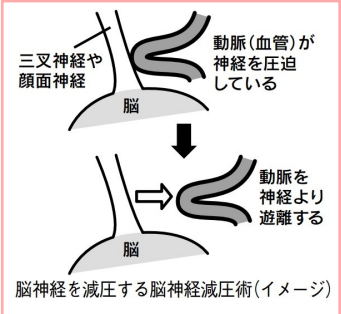 三叉神経や
顔面神経
動脈(血管)が
神経を圧迫
している
脳
動脈を
神経より
遊離する
脳
脳神経を減圧する脳神経減圧術(イメージ)